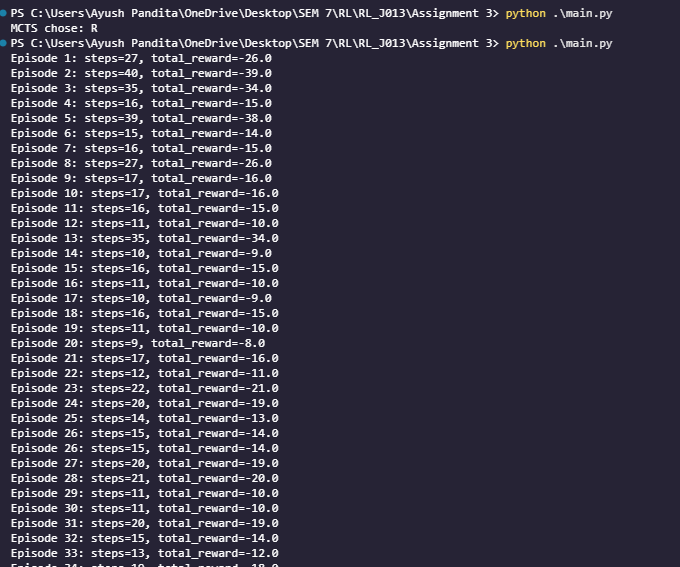 PS C:\Users\Ayush Pandita\OneDrive\Desktop\SEM 7\RL\RL_J013\Assignment 3> python .\main.py
MCTS chose: R
PS C:\Users\Ayush Pandita\OneDrive\Desktop\SEM 7\RL\RL_J013\Assignment 3> python .\main.py
Episode 1: steps=27, total_reward=-26.0
Episode 2: steps=40, total_reward=-39.0
Episode 3: steps=35, total_reward=-34.0
Episode 4: steps=16, total_reward=-15.0
Episode 5: steps=39, total_reward=-38.0
Episode 6: steps=15, total_reward=-14.0
Episode 7: steps=16, total_reward=-15.0
Episode 8: steps=27, total_reward=-26.0
Episode 9: steps=17, total_reward=-16.0
Episode 10: steps=17, total_reward=-16.0
Episode 11: steps=16, total_reward=-15.0
Episode 12: steps=11, total_reward=-10.0
Episode 13: steps=35, total_reward=-34.0
Episode 14: steps=10, total_reward=-9.0
Episode 15: steps=16, total_reward=-15.0
Episode 16: steps=11, total_reward=-10.0
Episode 17: steps=10, total_reward=-9.0
Episode 18: steps=16, total_reward=-15.0
Episode 19: steps=11, total_reward=-10.0
Episode 20: steps=9, total_reward=-8.0
Episode 21: steps=17, total_reward=-16.0
Episode 22: steps=12, total_reward=-11.0
Episode 23: steps=22, total_reward=-21.0
Episode 24: steps=20, total_reward=-19.0
Episode 25: steps=14, total_reward=-13.0
Episode 26: steps=15, total_reward=-14.0
Episode 26: steps=15, total_reward=-14.0
Episode 27: steps=20, total_reward=-19.0
Episode 28: steps=21, total_reward=-20.0
Episode 29: steps=11, total_reward=-10.0
Episode 30: steps=11, total_reward=-10.0
Episode 31: steps=20, total_reward=-19.0
Episode 32: steps=15, total_reward=-14.0
Episode 33: steps=13, total_reward=-12.0